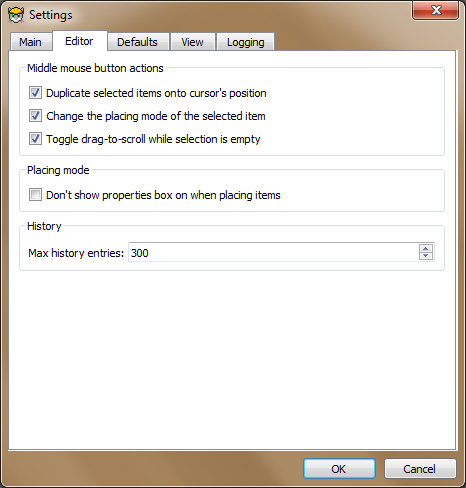 Settings
Main Editor Defaults View Logging
Middle mouse button actions
Duplicate selected items onto cursor's position
Change the placing mode of the selected item
Toggle drag-to-scroll while selection is empty
Placing mode
Don't show properties box on when placing items
History
Max history entries: 300
OK Cancel